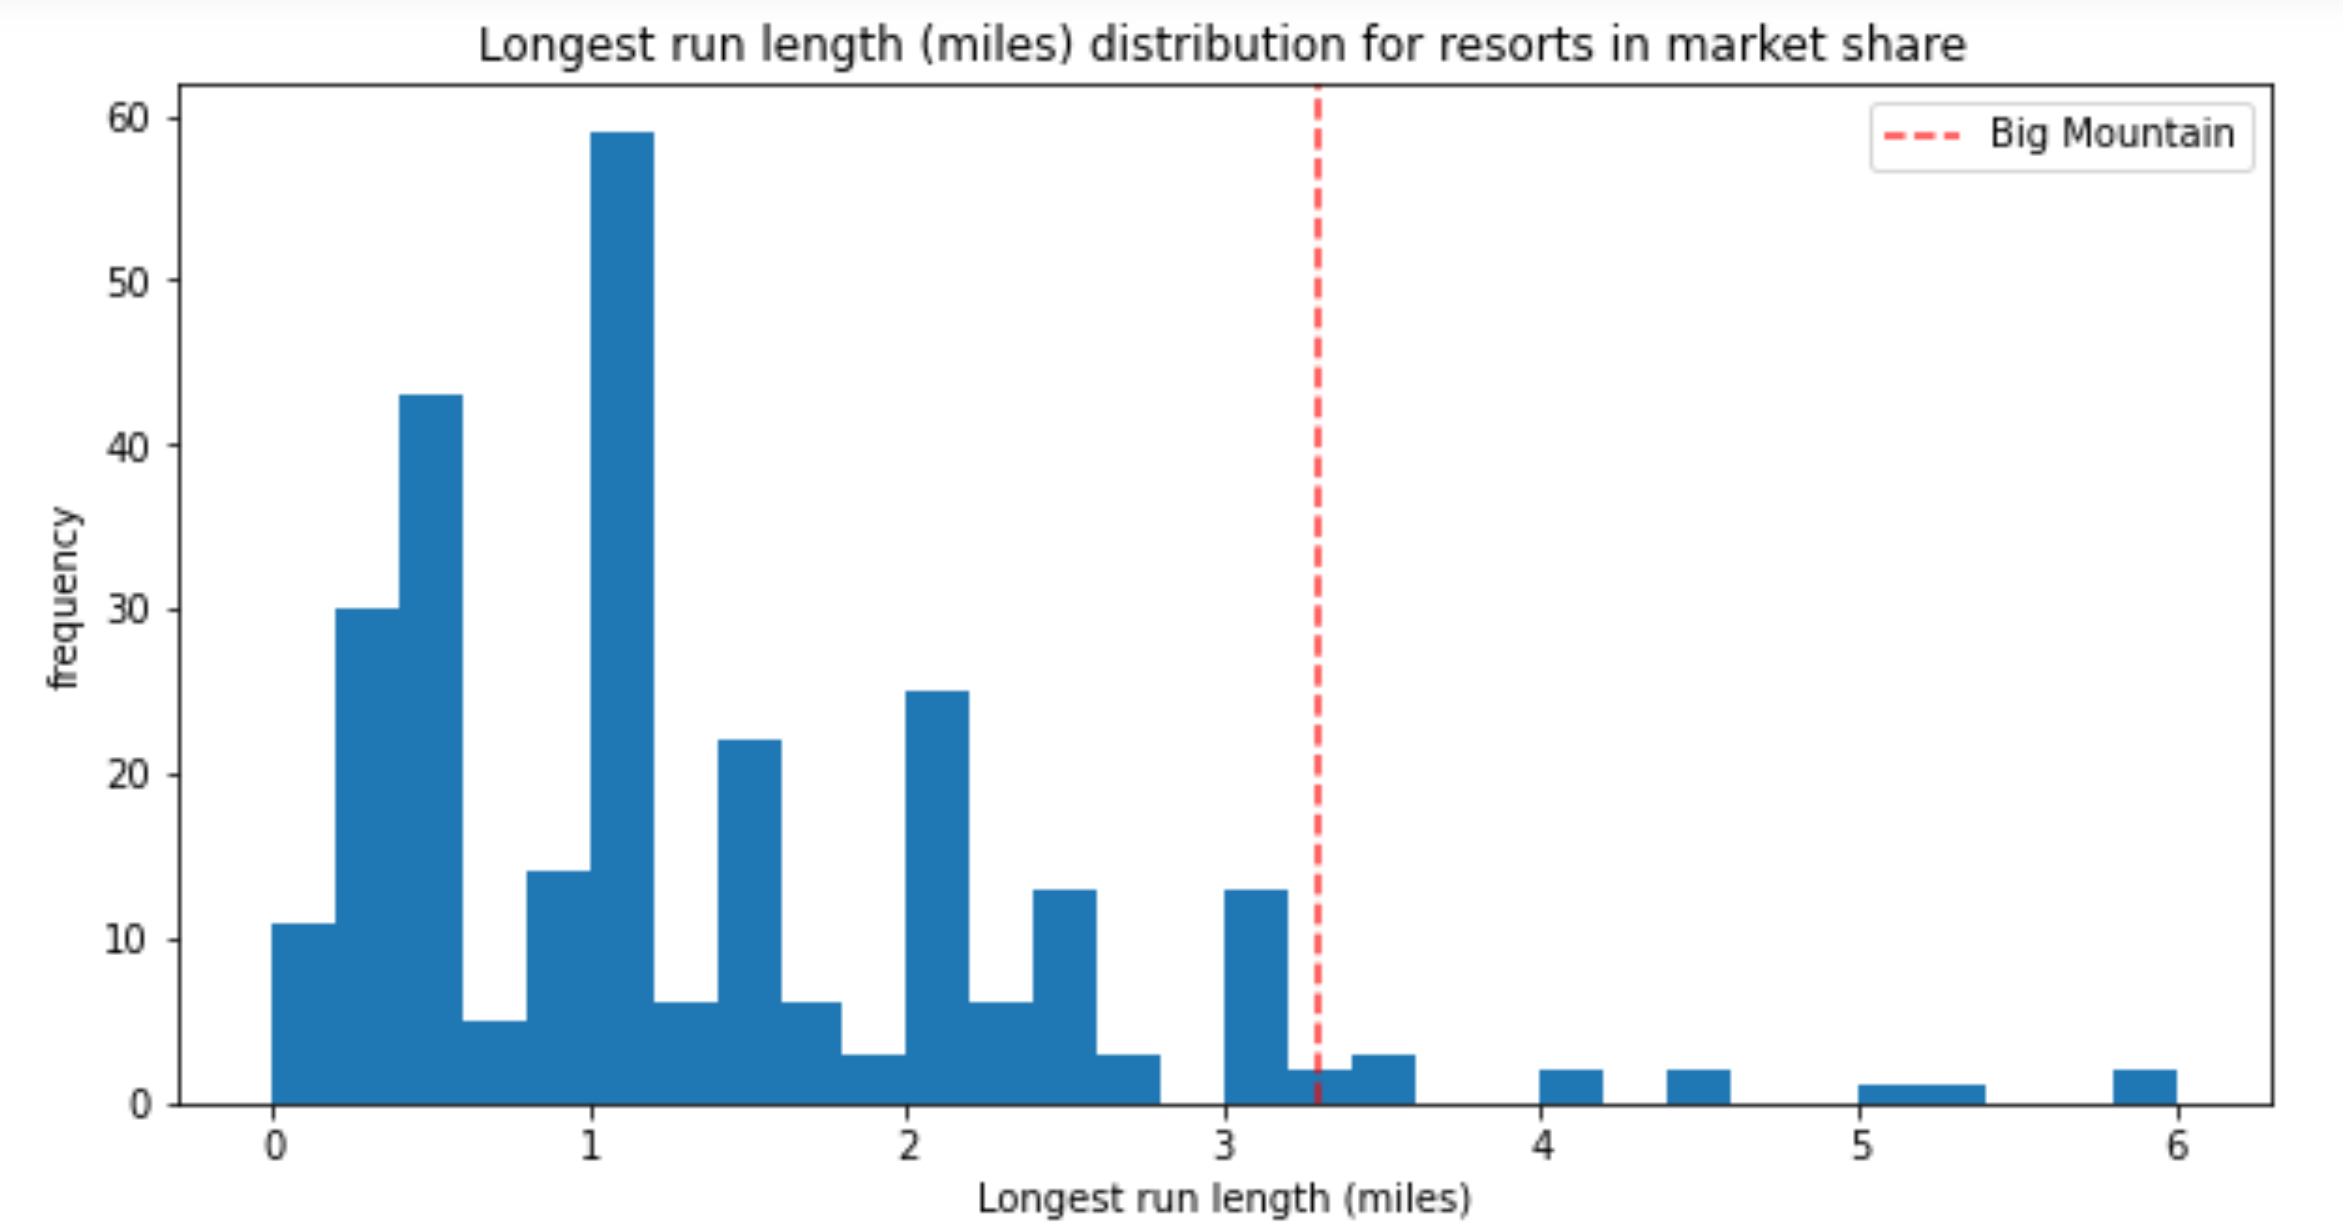 Longest run length (miles) distribution for resorts in market share
Big Mountain
frequency
60
50
40
30
20
10
0
0 1 2 3 4 5 6
Longest run length (miles)